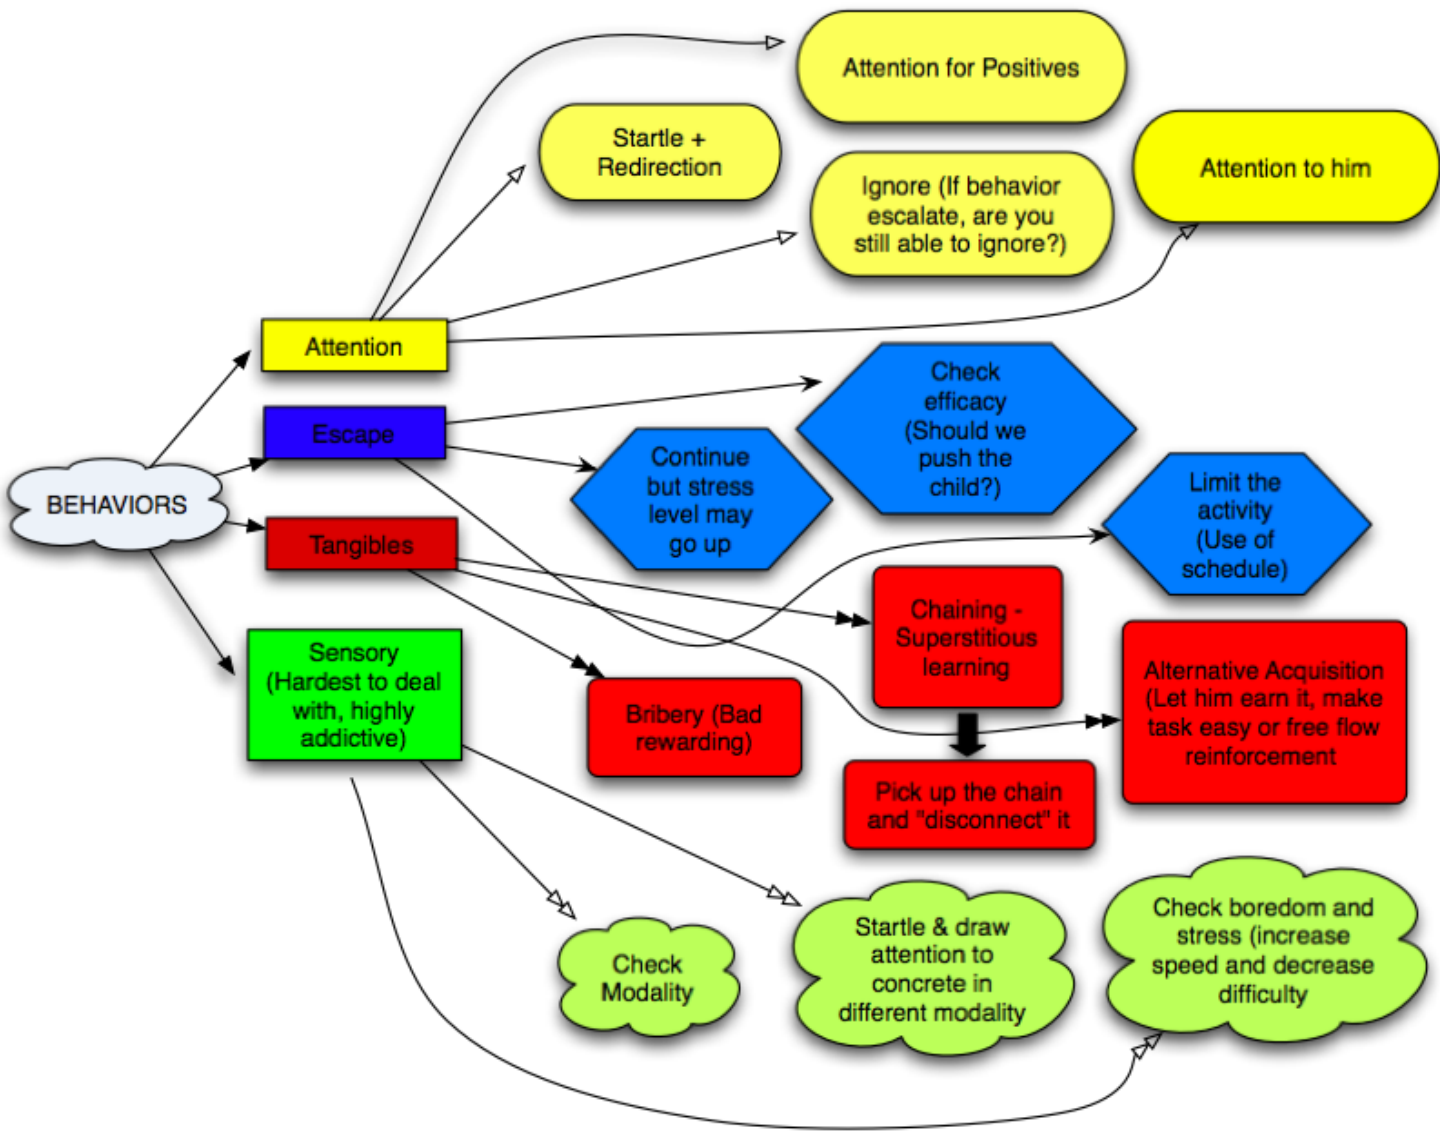 Attention for Positives
Startle +
Redirection
Attention to him
Ignore (If behavior
escalate, are you
still able to ignore?)
Attention
Check
efficacy
(Should we
push the
child?)
Escape
Continue
but stress
level may
go up
Limit the
activity
(Use of
schedule)
BEHAVIORS
Tangibles
Chaining -
Superstitious
learning
Alternative Acquisition
(Let him earn it, make
task easy or free flow
reinforcement
Sensory
(Hardest to deal
with, highly
addictive)
Bribery (Bad
rewarding)
Pick up the chain
and "disconnect" it
Check
Modality
Startle & draw
attention to
concrete in
different modality
Check boredom and
stress (increase
speed and decrease
difficulty